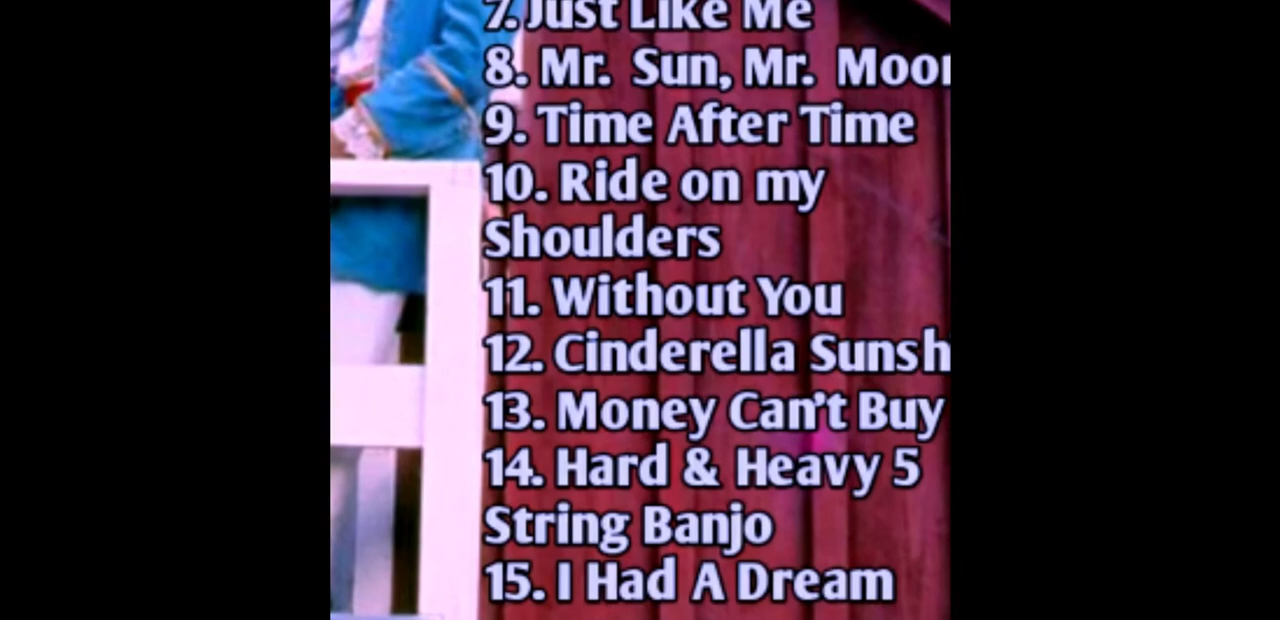 7. Just Like Me
8. Mr. Sun, Mr. Moon
9. Time After Time
10. Ride on my
Shoulders
11. Without You
12. Cinderella Sunsh
13. Money Can't Buy
14. Hard & Heavy 5
String Banjo
15. I Had A Dream